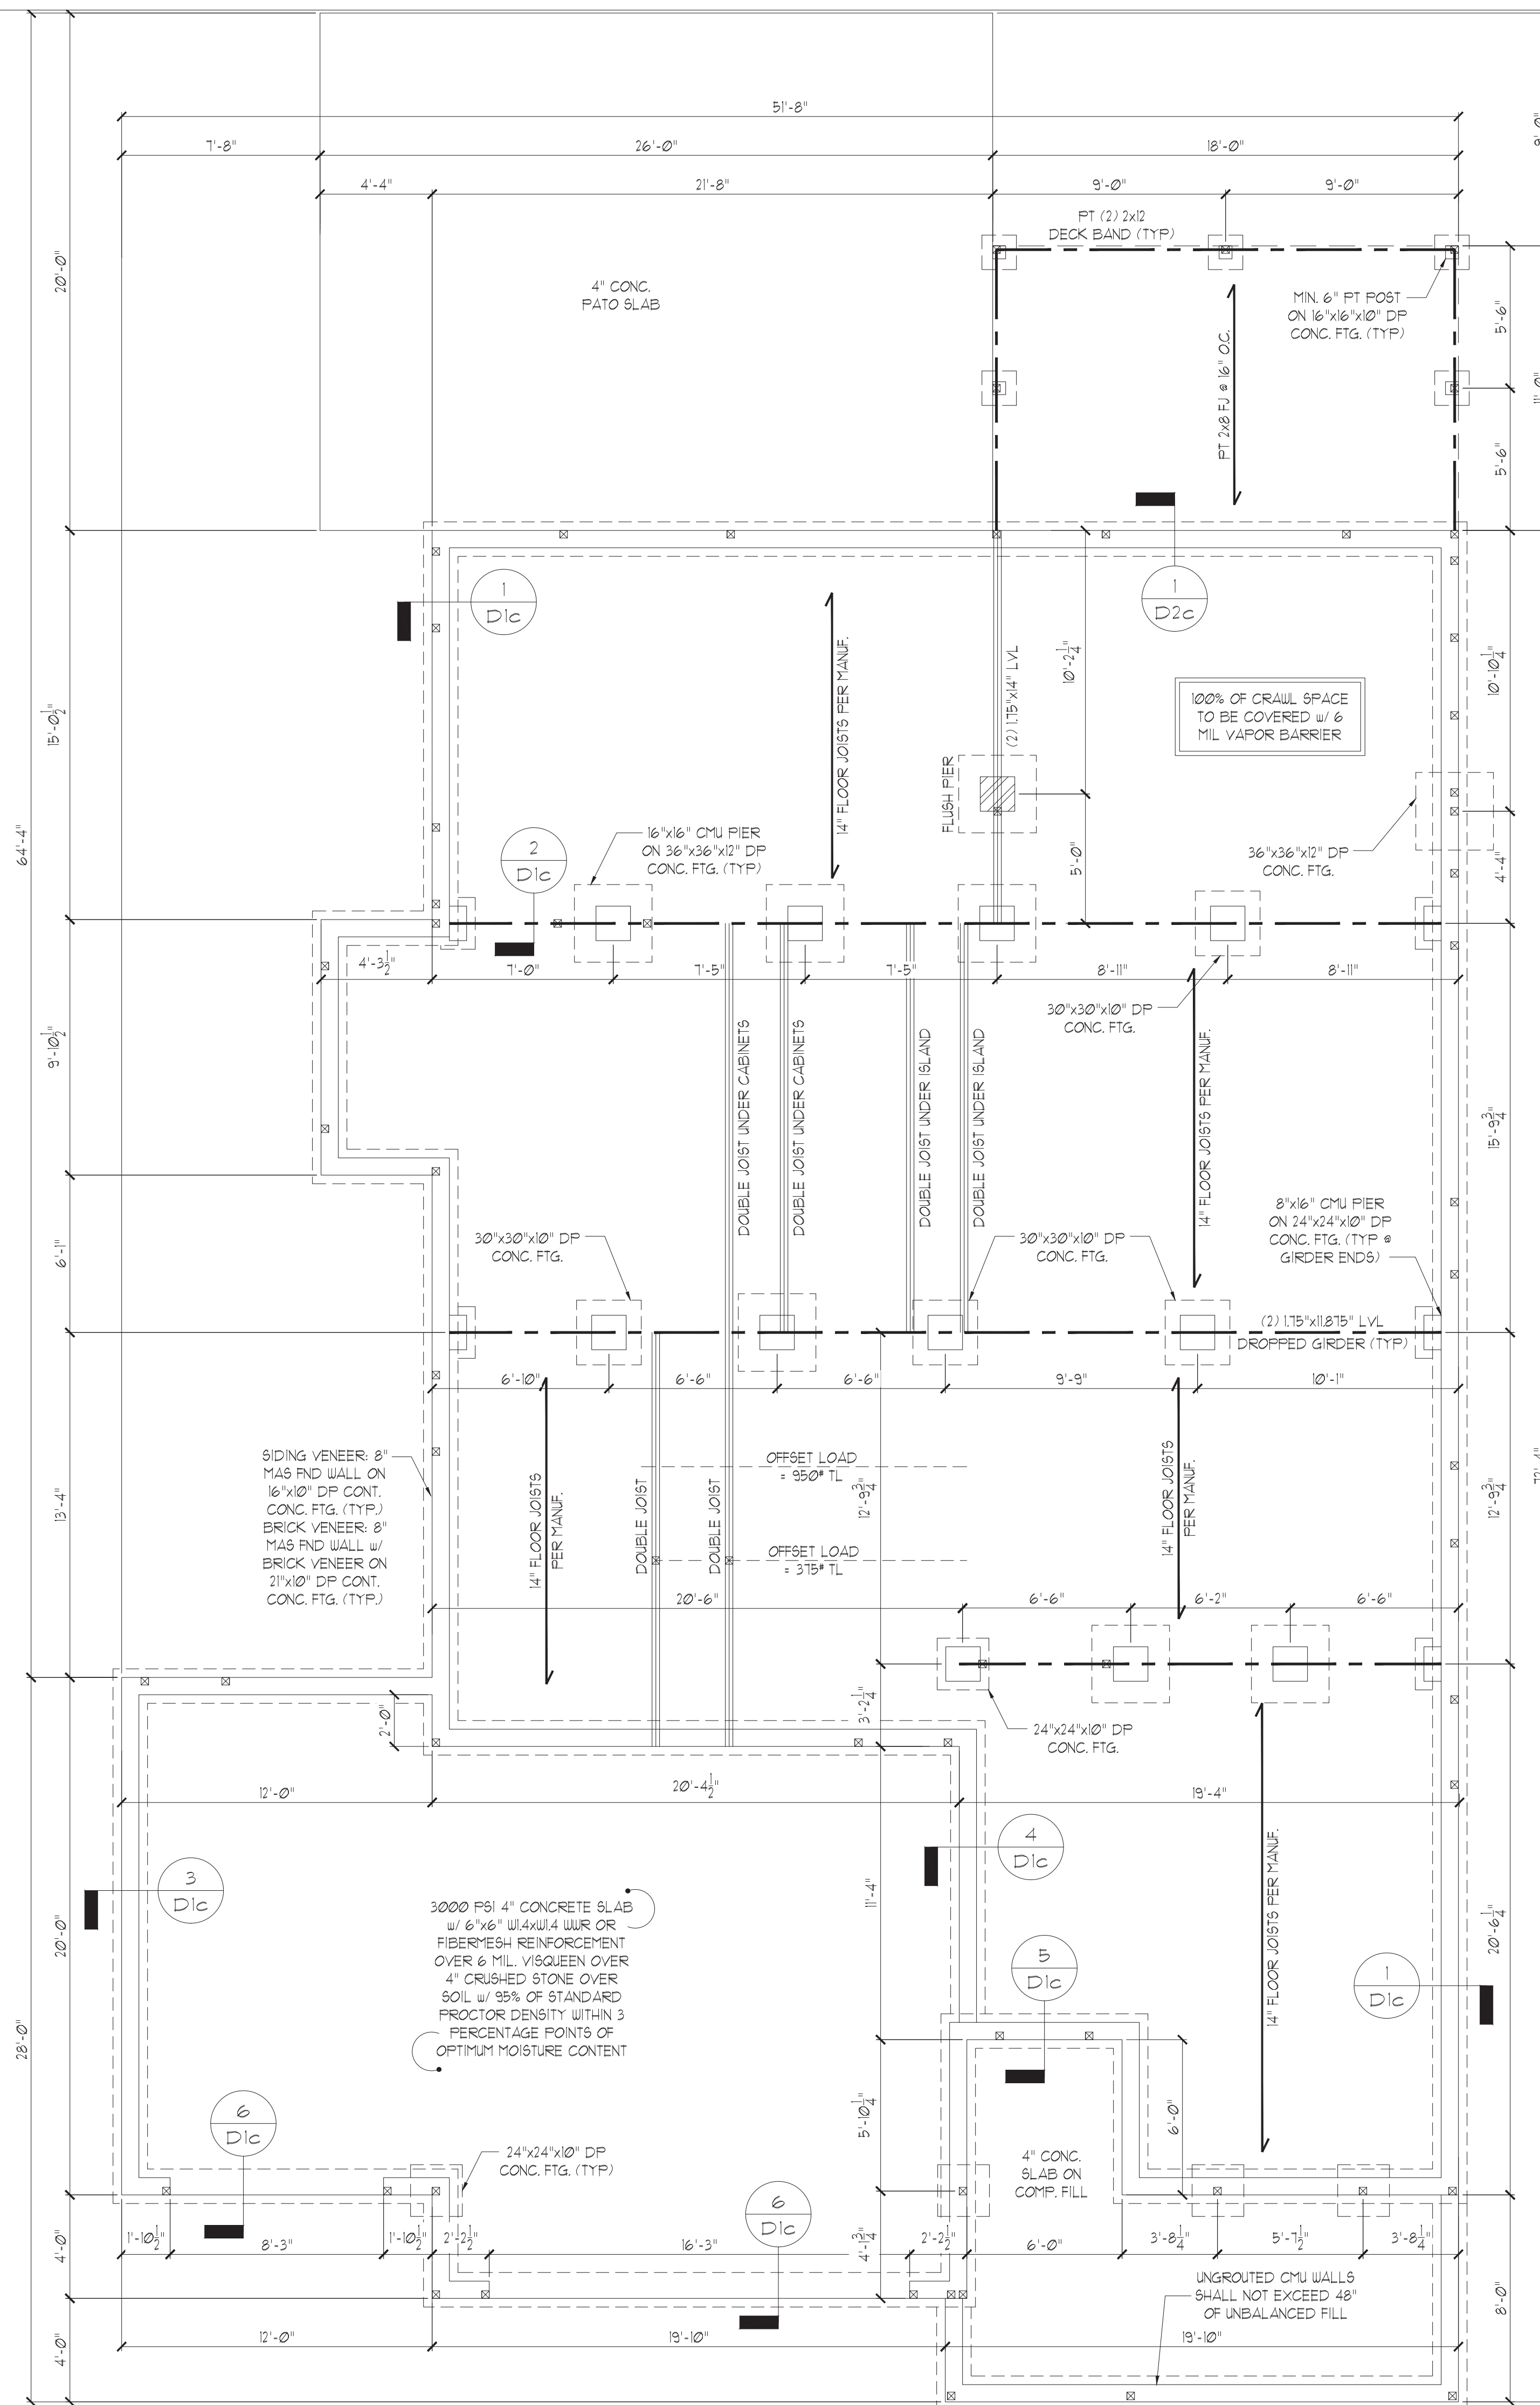 51'-8"
7'-8"
26'-0"
18'-0"
4'-4"
21'-8"
9'-0"
9'-0"
PT (2) 2x12
DECK BAND (TYP)
20'-0"
4" CONC.
PATO SLAB
MIN. 6" PT POST
ON 16"x16"x10" DP
CONC. FTG. (TYP)
PT 2x8 FJ @ 16" O.C.
5'-6"
5'-6"
9'-0"
11'-0"
1
D1c
1
D2c
14" FLOOR JOISTS PER MANUF.
(2) 1.75"x14" LVL
10'-2 1/4"
10'-10 1/4"
100% OF CRAWL SPACE
TO BE COVERED w/ 6
MIL VAPOR BARRIER
15'-0 1/2"
64'-4"
FLUSH PIER
5'-0"
4'-4"
16"x16" CMU PIER
ON 36"x36"x12" DP
CONC. FTG. (TYP)
2
D1c
36"x36"x12" DP
CONC. FTG.
4'-3 1/2"
7'-0"
7'-5"
7'-5"
8'-11"
8'-11"
30"x30"x10" DP
CONC. FTG.
9'-10 1/2"
DOUBLE JOIST UNDER CABINETS
DOUBLE JOIST UNDER CABINETS
DOUBLE JOIST UNDER ISLAND
DOUBLE JOIST UNDER ISLAND
14" FLOOR JOISTS PER MANUF.
15'-9 3/4"
6'-1"
30"x30"x10" DP
CONC. FTG.
30"x30"x10" DP
CONC. FTG.
8"x16" CMU PIER
ON 24"x24"x10" DP
CONC. FTG. (TYP @
GIRDER ENDS)
(2) 1.75"x11.875" LVL
DROPPED GIRDER (TYP)
6'-10"
6'-6"
6'-6"
9'-9"
10'-1"
SIDING VENEER: 8"
MAS FND WALL ON
16"x10" DP CONT.
CONC. FTG. (TYP.)
BRICK VENEER: 8"
MAS FND WALL w/
BRICK VENEER ON
21"x10" DP CONT.
CONC. FTG. (TYP.)
13'-4"
14" FLOOR JOISTS
PER MANUF.
DOUBLE JOIST
DOUBLE JOIST
OFFSET LOAD
= 950# TL
OFFSET LOAD
= 375# TL
12'-9 3/4"
14" FLOOR JOISTS
PER MANUF.
12'-9 3/4"
72'-4"
20'-6"
6'-6"
6'-2"
6'-6"
3'-2 1/4"
2'-0"
24"x24"x10" DP
CONC. FTG.
12'-0"
20'-4 1/2"
19'-4"
3
D1c
4
D1c
11'-4"
14" FLOOR JOISTS PER MANUF.
3000 PSI 4" CONCRETE SLAB
w/ 6"x6" W1.4xW1.4 WWR OR
FIBERMESH REINFORCEMENT
OVER 6 MIL. VISQUEEN OVER
4" CRUSHED STONE OVER
SOIL w/ 95% OF STANDARD
PROCTOR DENSITY WITHIN 3
PERCENTAGE POINTS OF
OPTIMUM MOISTURE CONTENT
20'-0"
28'-0"
5
D1c
1
D1c
20'-6 1/4"
6
D1c
24"x24"x10" DP
CONC. FTG. (TYP)
5'-10 1/4"
6'-0"
4" CONC.
SLAB ON
COMP. FILL
6
D1c
4'-0"
1'-10 1/2"
8'-3"
1'-10 1/2"
2'-2 1/2"
16'-3"
4'-1 3/4"
2'-2 1/2"
6'-0"
3'-8 1/4"
5'-7 1/2"
3'-8 1/4"
UNGROUTED CMU WALLS
SHALL NOT EXCEED 48"
OF UNBALANCED FILL
8'-0"
4'-0"
12'-0"
19'-10"
19'-10"